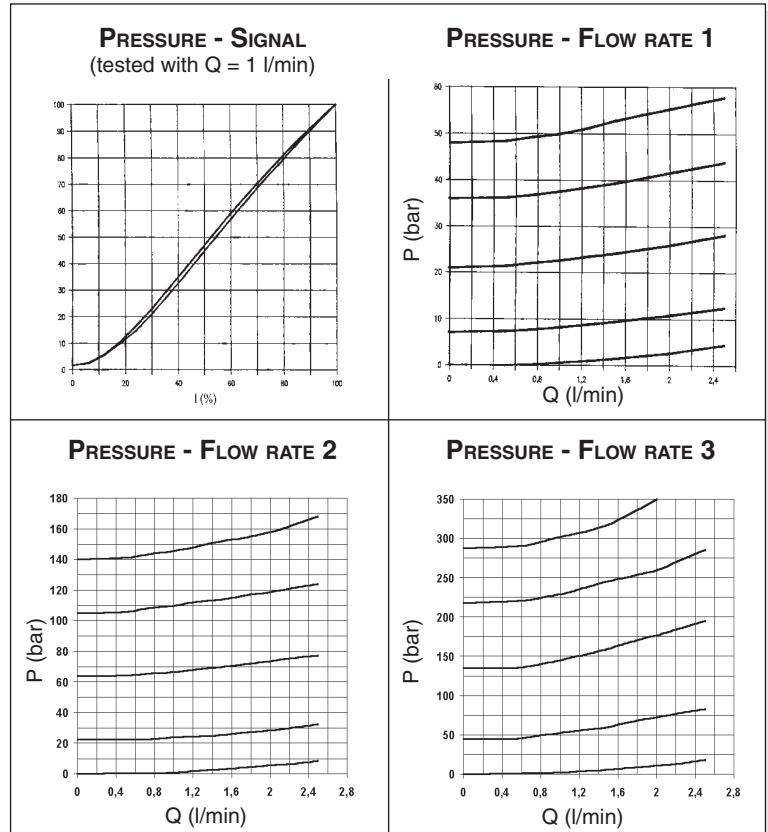 PRESSURE - SIGNAL
(tested with Q = 1 l/min)
100
90
80
70
60
50
40
30
20
10
0
0 20 40 60 80 100
I (%)
PRESSURE - FLOW RATE 1
60
50
40
30
20
10
0
P (bar)
0 0,4 0,8 1,2 1,6 2 2,4
Q (l/min)
PRESSURE - FLOW RATE 2
180
160
140
120
100
80
60
40
20
0
P (bar)
0 0,4 0,8 1,2 1,6 2 2,4 2,8
Q (l/min)
PRESSURE - FLOW RATE 3
350
300
250
200
150
100
50
0
P (bar)
0 0,4 0,8 1,2 1,6 2 2,4 2,8
Q (l/min)